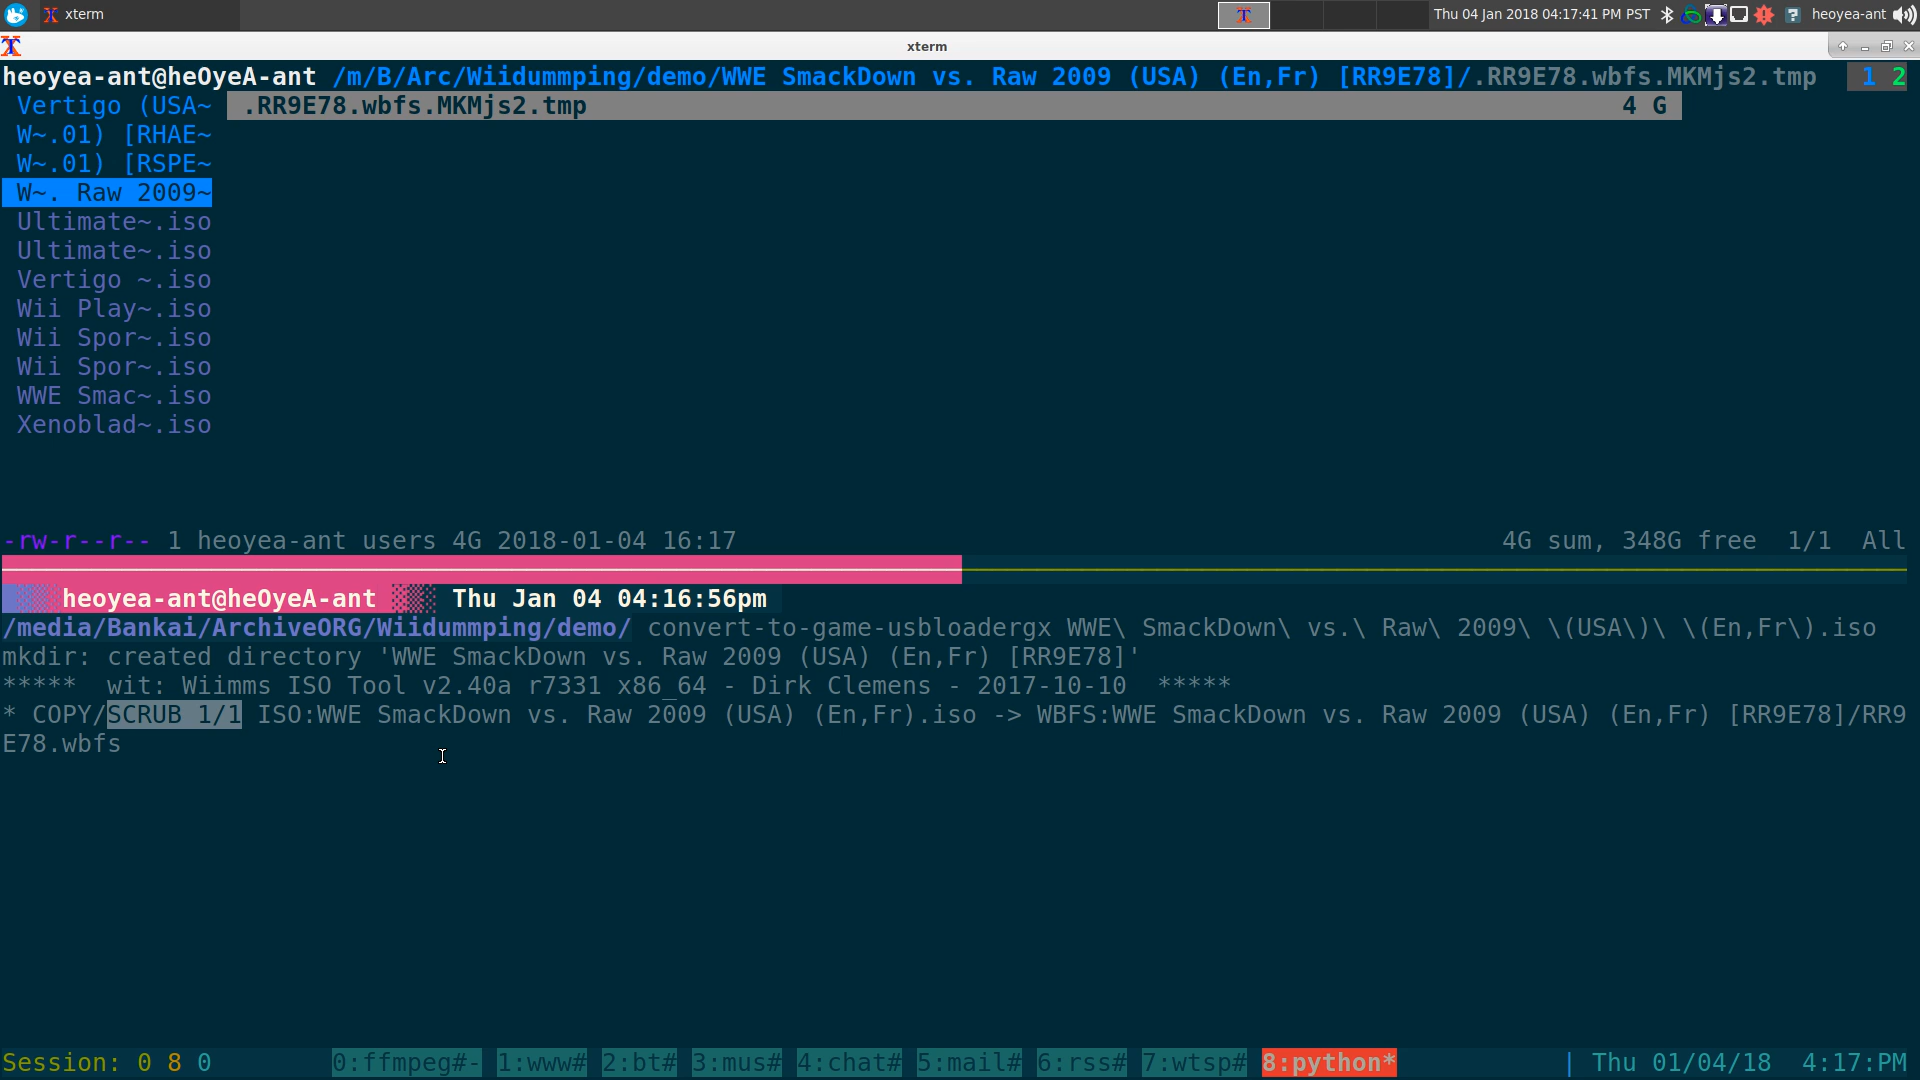 xterm
Thu 04 Jan 2018 04:17:41 PM PST
heoyea-ant
xterm
heoyea-ant@heOyeA-ant /m/B/Arc/Wiidummping/demo/WWE SmackDown vs. Raw 2009 (USA) (En,Fr) [RR9E78]/.RR9E78.wbfs.MKMjs2.tmp 1 2
Vertigo (USA~ .RR9E78.wbfs.MKMjs2.tmp 4 G
W~.01) [RHAE~
W~.01) [RSPE~
W~. Raw 2009~
Ultimate~.iso
Ultimate~.iso
Vertigo ~.iso
Wii Play~.iso
Wii Spor~.iso
Wii Spor~.iso
WWE Smac~.iso
Xenoblad~.iso
-rw-r--r-- 1 heoyea-ant users 4G 2018-01-04 16:17 4G sum, 348G free 1/1 All
heoyea-ant@heOyeA-ant Thu Jan 04 04:16:56pm
/media/Bankai/ArchiveORG/Wiidummping/demo/ convert-to-game-usbloadergx WWE\ SmackDown\ vs.\ Raw\ 2009\ \(USA\)\ \(En,Fr\).iso
mkdir: created directory 'WWE SmackDown vs. Raw 2009 (USA) (En,Fr) [RR9E78]'
***** wit: Wiimms ISO Tool v2.40a r7331 x86_64 - Dirk Clemens - 2017-10-10 *****
* COPY/SCRUB 1/1 ISO:WWE SmackDown vs. Raw 2009 (USA) (En,Fr).iso -> WBFS:WWE SmackDown vs. Raw 2009 (USA) (En,Fr) [RR9E78]/RR9
E78.wbfs
Session: 0 8 0 0:ffmpeg#- 1:www# 2:bt# 3:mus# 4:chat# 5:mail# 6:rss# 7:wtsp# 8:python* | Thu 01/04/18 4:17:PM